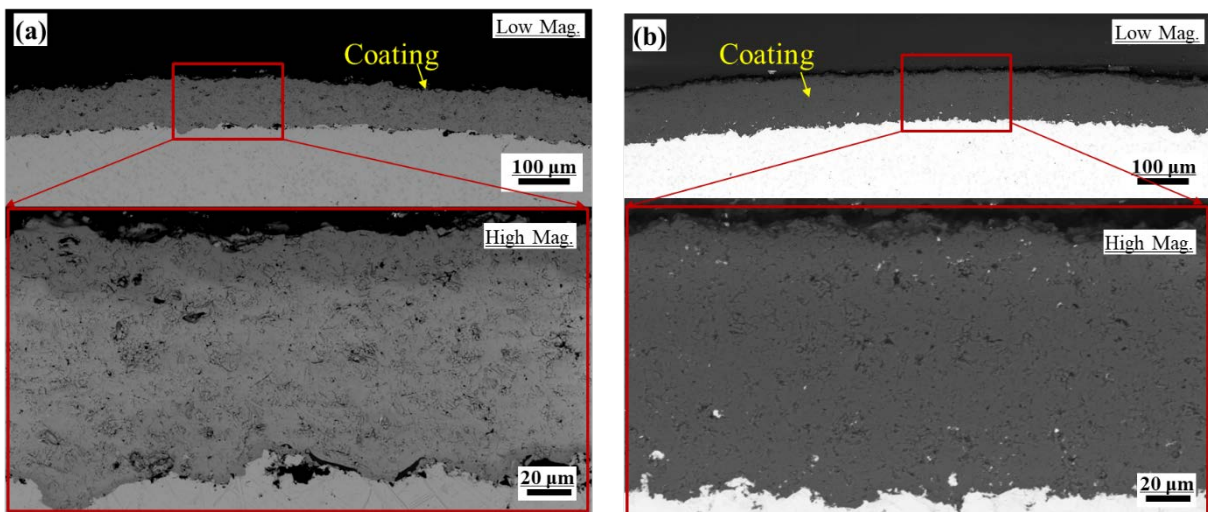 (a)
Low Mag.
Coating
100 μm
High Mag.
20 μm
(b)
Low Mag.
Coating
100 μm
High Mag.
20 μm